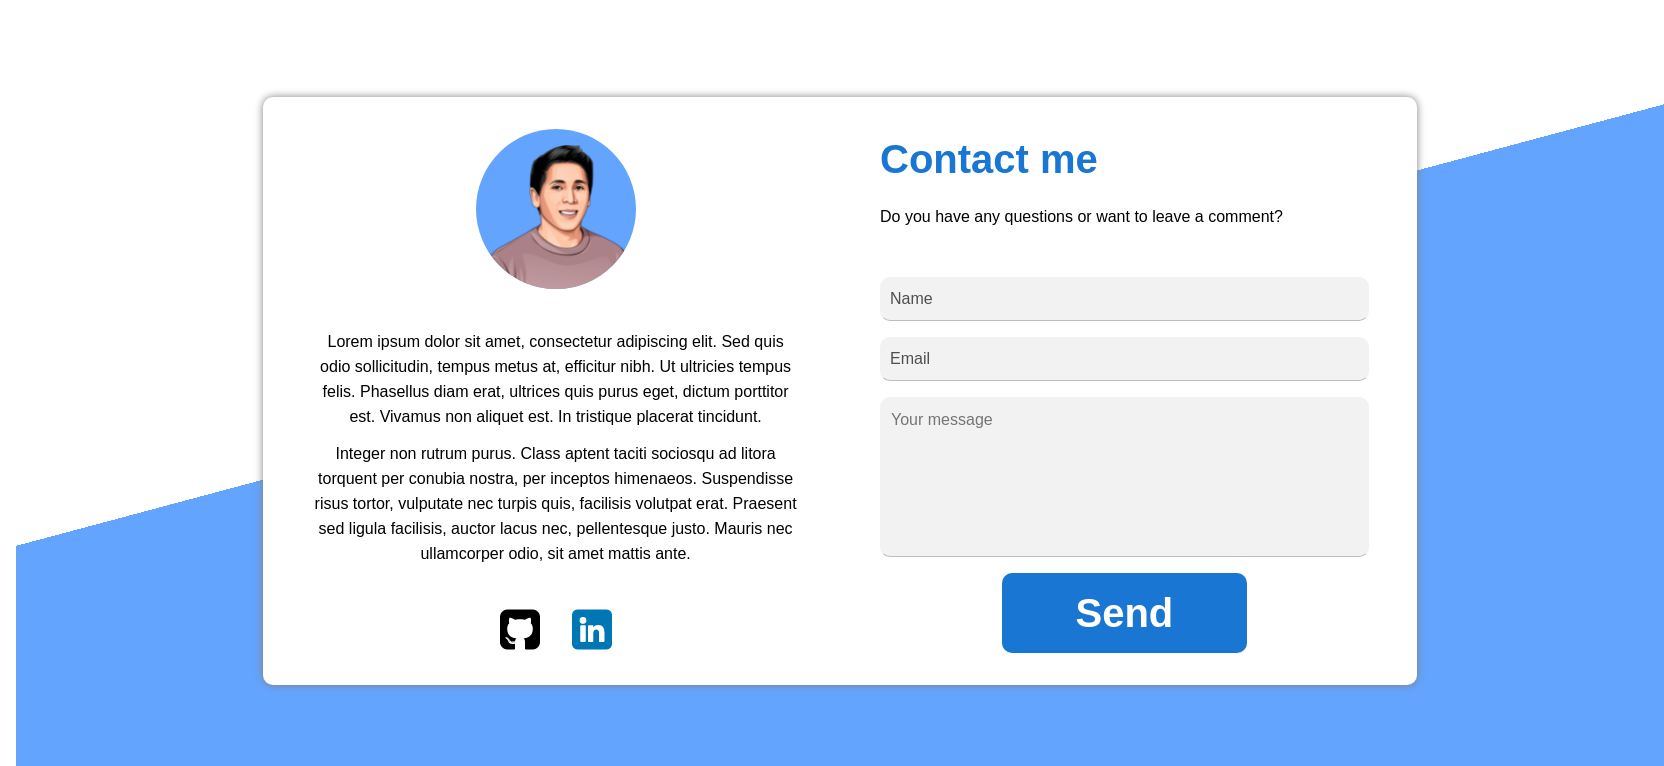 Lorem ipsum dolor sit amet, consectetur adipiscing elit. Sed quis
odio sollicitudin, tempus metus at, efficitur nibh. Ut ultricies tempus
felis. Phasellus diam erat, ultrices quis purus eget, dictum porttitor
est. Vivamus non aliquet est. In tristique placerat tincidunt.
Integer non rutrum purus. Class aptent taciti sociosqu ad litora
torquent per conubia nostra, per inceptos himenaeos. Suspendisse
risus tortor, vulputate nec turpis quis, facilisis volutpat erat. Praesent
sed ligula facilisis, auctor lacus nec, pellentesque justo. Mauris nec
ullamcorper odio, sit amet mattis ante.
in
Contact me
Do you have any questions or want to leave a comment?
Name
Email
Your message
Send